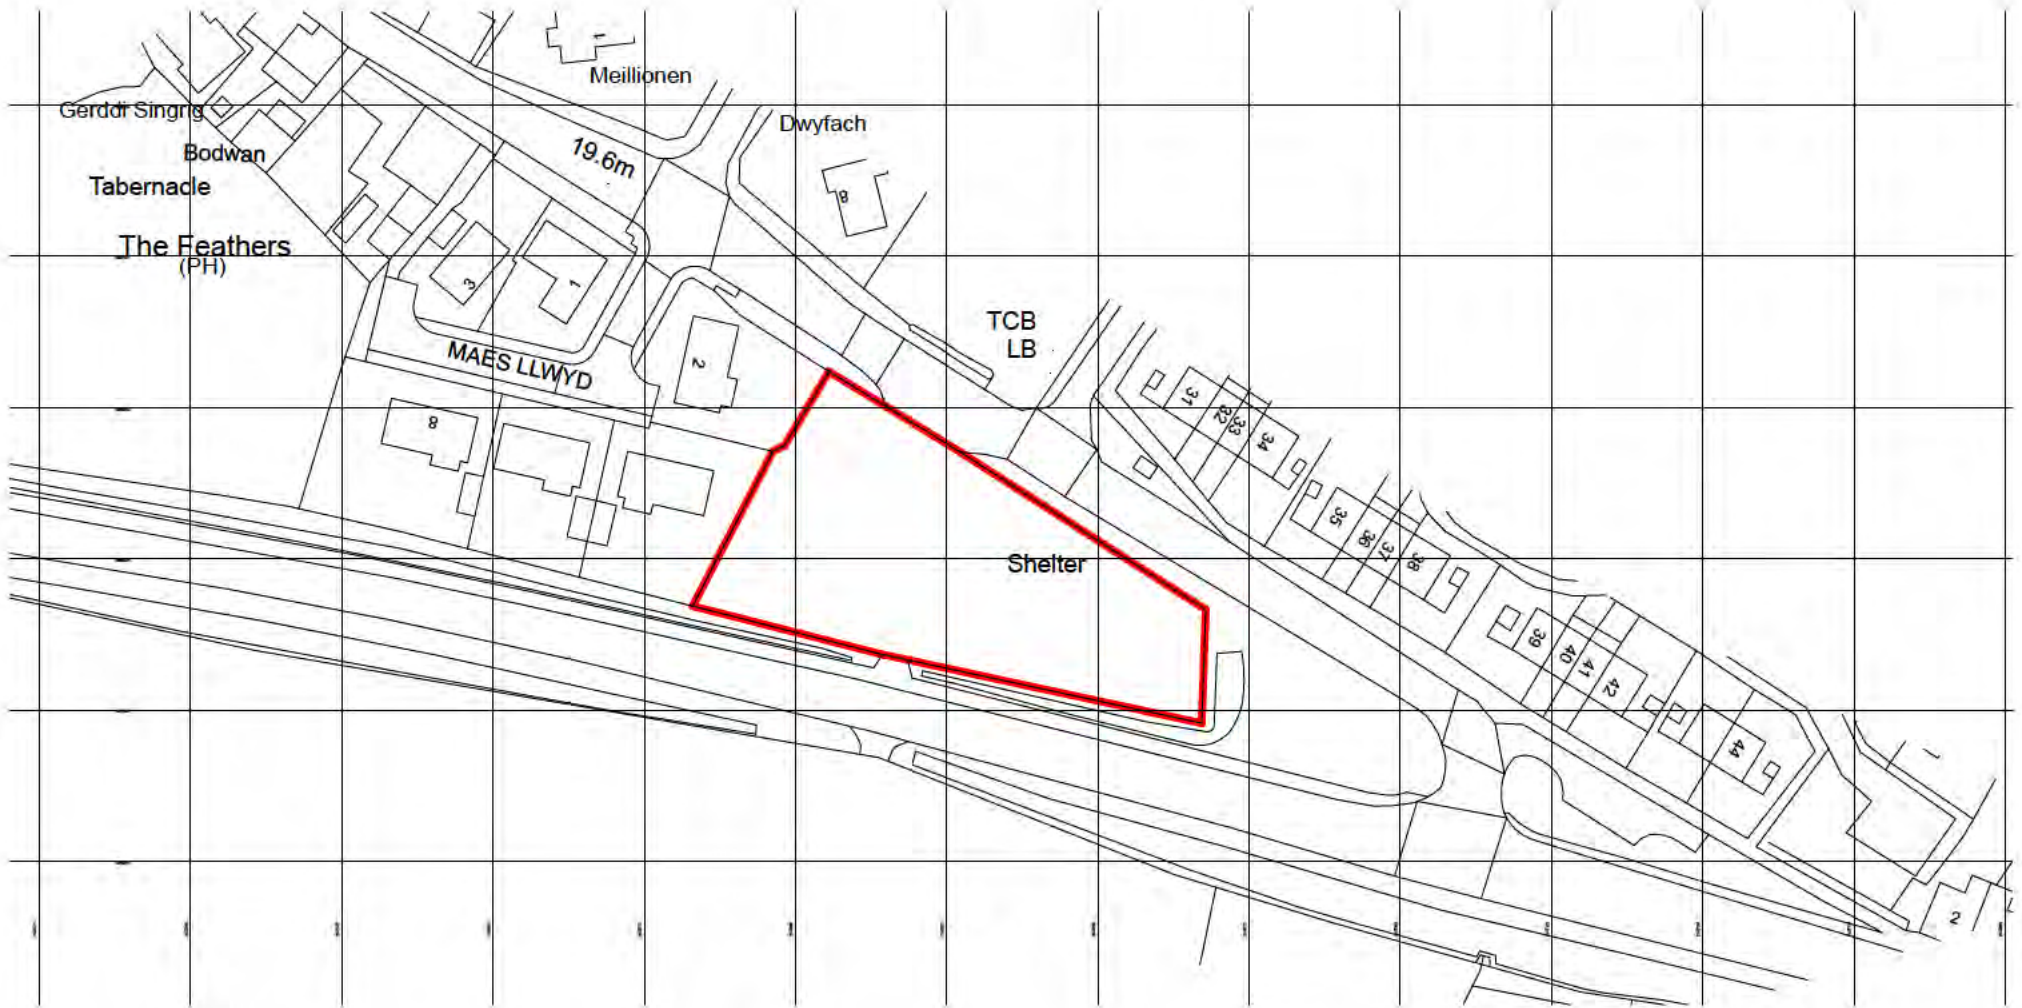 1
Meillionen
Gerddi Singrig
Dwyfach
19.6m
Bodwan
Tabernacle
8
The Feathers
(PH)
3
1
TCB
LB
MAES LLWYD
2
31
32
33
34
8
35
36
37
38
Shelter
39
40
41
42
44
2